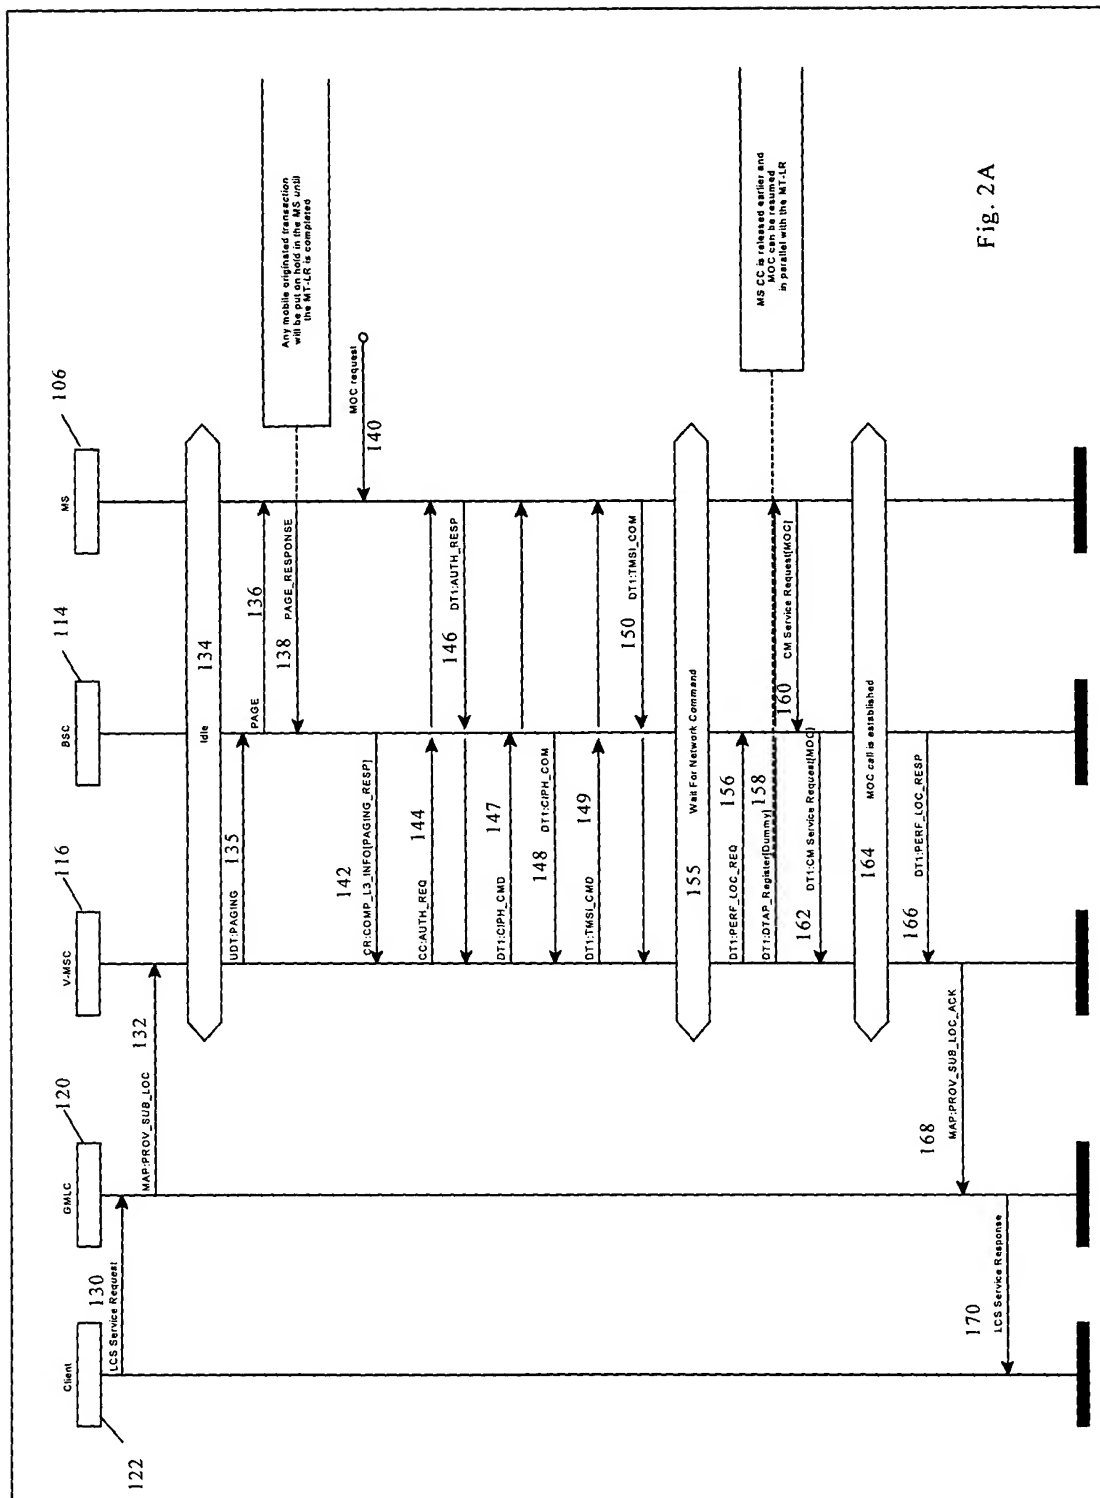 Client
122
GMLC
120
V-MSC
116
BSC
114
MS
106
130
LCS Service Request
132
MAP:PROV_SUB_LOC
134
Idle
135
UDT:PAGING
136
PAGE
138
PAGE_RESPONSE
Any mobile originated transaction
will be put on hold in the MS until
the MT-LR is completed
MOC request
140
142
CR:COMP_L3_INFO[PAGING_RESP]
144
CC:AUTH_REQ
146
DT1:AUTH_RESP
147
DT1:CIPH_CMD
148
DT1:CIPH_COM
149
DT1:TMSI_CMD
150
DT1:TMSI_COM
155
Wait For Network Command
156
DT1:PERF_LOC_REQ
158
DT1:DTAP_Register[Dummy]
MS CC is released earlier and
MOC can be resumed
in parallel with the MT-LR
160
CM Service Request[MOC]
162
DT1:CM Service Request[MOC]
164
MOC call is established
166
DT1:PERF_LOC_RESP
168
MAP:PROV_SUB_LOC_ACK
170
LCS Service Response
Fig. 2A